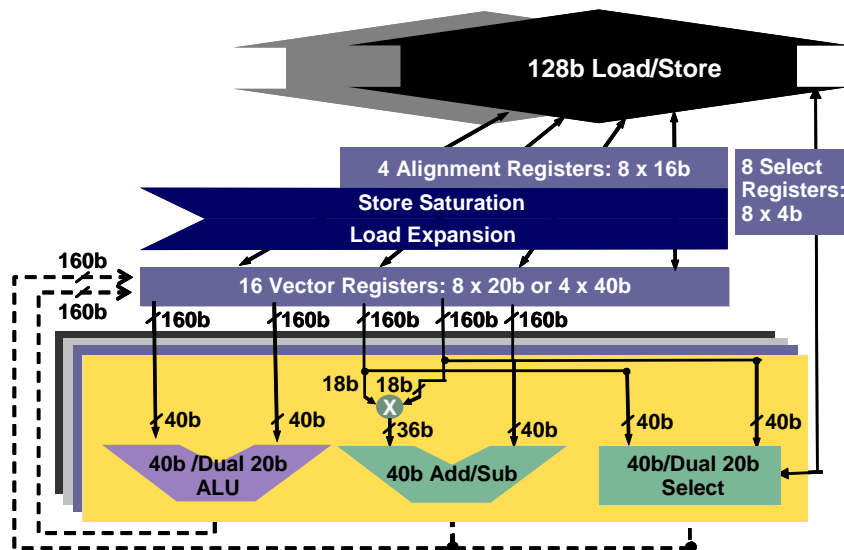 128b Load/Store
4 Alignment Registers: 8 x 16b
8 Select
Registers:
8 x 4b
Store Saturation
Load Expansion
160b
16 Vector Registers: 8 x 20b or 4 x 40b
160b
160b
160b
160b
160b
160b
18b
18b
X
40b
40b
36b
40b
40b
40b
40b /Dual 20b
ALU
40b Add/Sub
40b/Dual 20b
Select